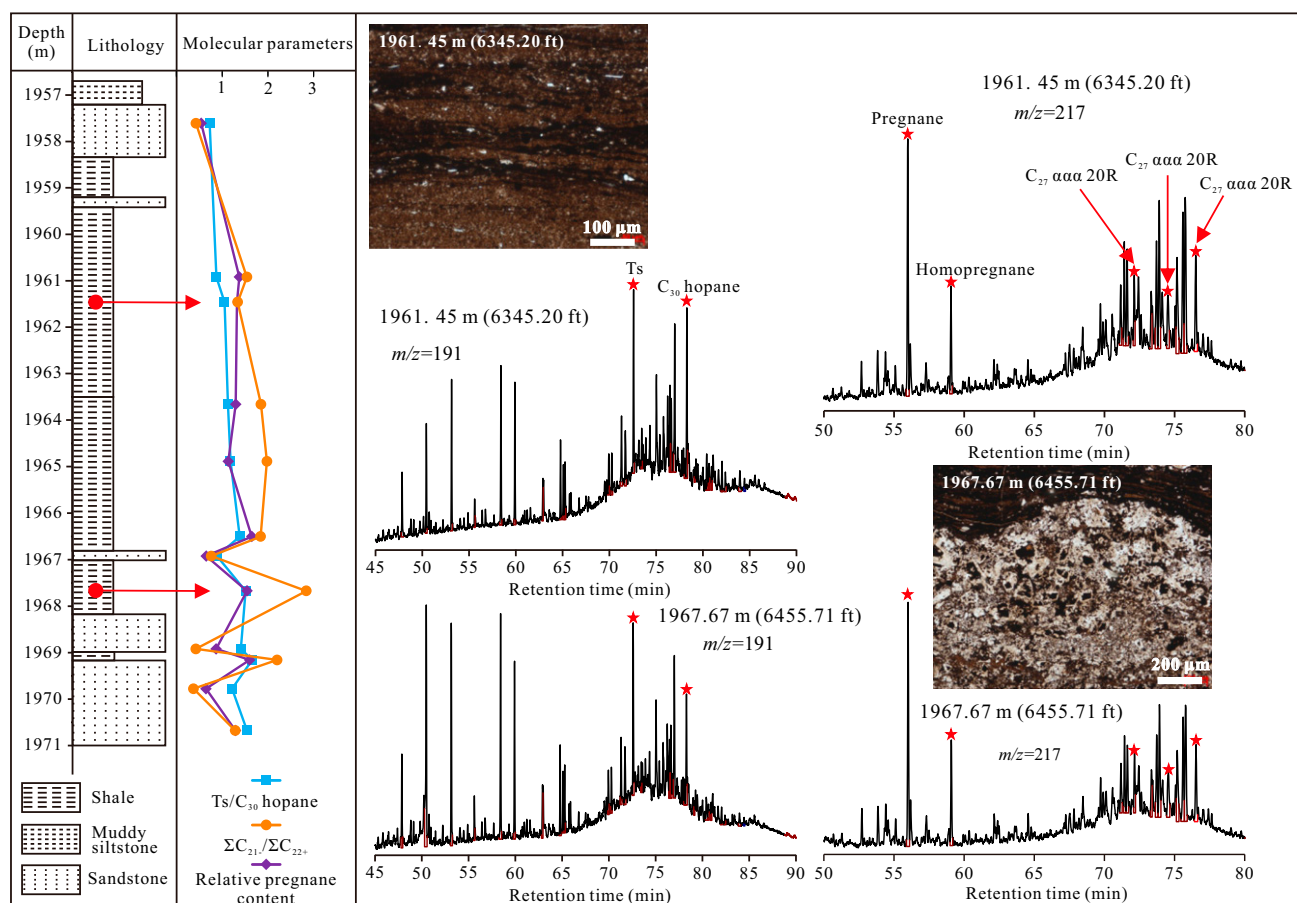 Depth
(m)
Lithology
Molecular parameters
1
2
3
1957
1958
1959
1960
1961
1962
1963
1964
1965
1966
1967
1968
1969
1970
1971
Shale
Muddy
siltstone
Sandstone
Ts/C₃₀ hopane
ΣC₂₁₋/ΣC₂₂₊
Relative pregnane
content
1961. 45 m (6345.20 ft)
100 μm
1961. 45 m (6345.20 ft)
m/z=191
Ts
C₃₀ hopane
45 50 55 60 65 70 75 80 85 90
Retention time (min)
1961. 45 m (6345.20 ft)
m/z=217
Pregnane
Homopregnane
C₂₇ ααα 20R
C₂₇ ααα 20R
C₂₇ ααα 20R
50 55 60 65 70 75 80
Retention time (min)
1967.67 m (6455.71 ft)
m/z=191
45 50 55 60 65 70 75 80 85 90
Retention time (min)
1967.67 m (6455.71 ft)
200 μm
1967.67 m (6455.71 ft)
m/z=217
50 55 60 65 70 75 80
Retention time (min)